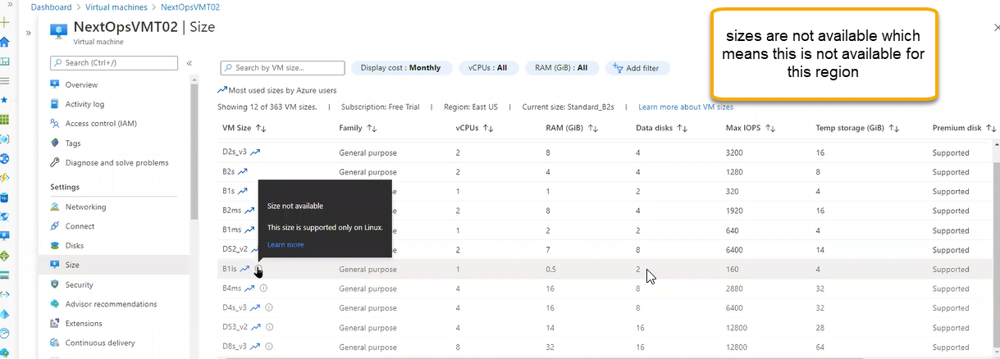 Dashboard > Virtual machines > NextOpsVMT02
NextOpsVMT02 | Size
Virtual machine
sizes are not available which
means this is not available for
this region
Search (Ctrl+/)
Overview
Activity log
Access control (IAM)
Tags
Diagnose and solve problems
Settings
Networking
Connect
Disks
Size
Security
Advisor recommendations
Extensions
Continuous delivery
Search by VM size... Display cost : Monthly vCPUs : All RAM (GiB) : All Add filter
Most used sizes by Azure users
Showing 12 of 363 VM sizes. | Subscription: Free Trial | Region: East US | Current size: Standard_B2s | Learn more about VM sizes
VM Size Family vCPUs RAM (GiB) Data disks Max IOPS Temp storage (GiB) Premium disk
D2s_v3 General purpose 2 8 4 3200 16 Supported
B2s General purpose 2 4 4 1280 8 Supported
B1s General purpose 1 1 2 320 4 Supported
B2ms General purpose 2 8 4 1920 16 Supported
B1ms General purpose 1 2 2 640 4 Supported
DS2_v2 General purpose 2 7 8 6400 14 Supported
B1ls General purpose 1 0.5 2 160 4 Supported
B4ms General purpose 4 16 8 2880 32 Supported
D4s_v3 General purpose 4 16 8 6400 32 Supported
DS3_v2 General purpose 4 14 16 12800 28 Supported
D8s_v3 General purpose 8 32 16 12800 64 Supported
Size not available
This size is supported only on Linux.
Learn more